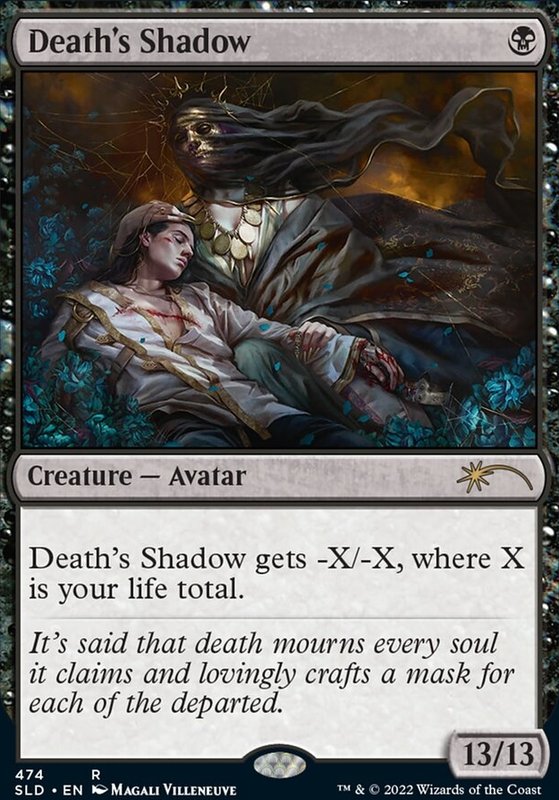 Death's Shadow
Creature — Avatar
Death's Shadow gets -X/-X, where X
is your life total.
It's said that death mourns every soul
it claims and lovingly crafts a mask for
each of the departed.
13/13
474 R
SLD • EN Magali Villeneuve
™ & © 2022 Wizards of the Coast